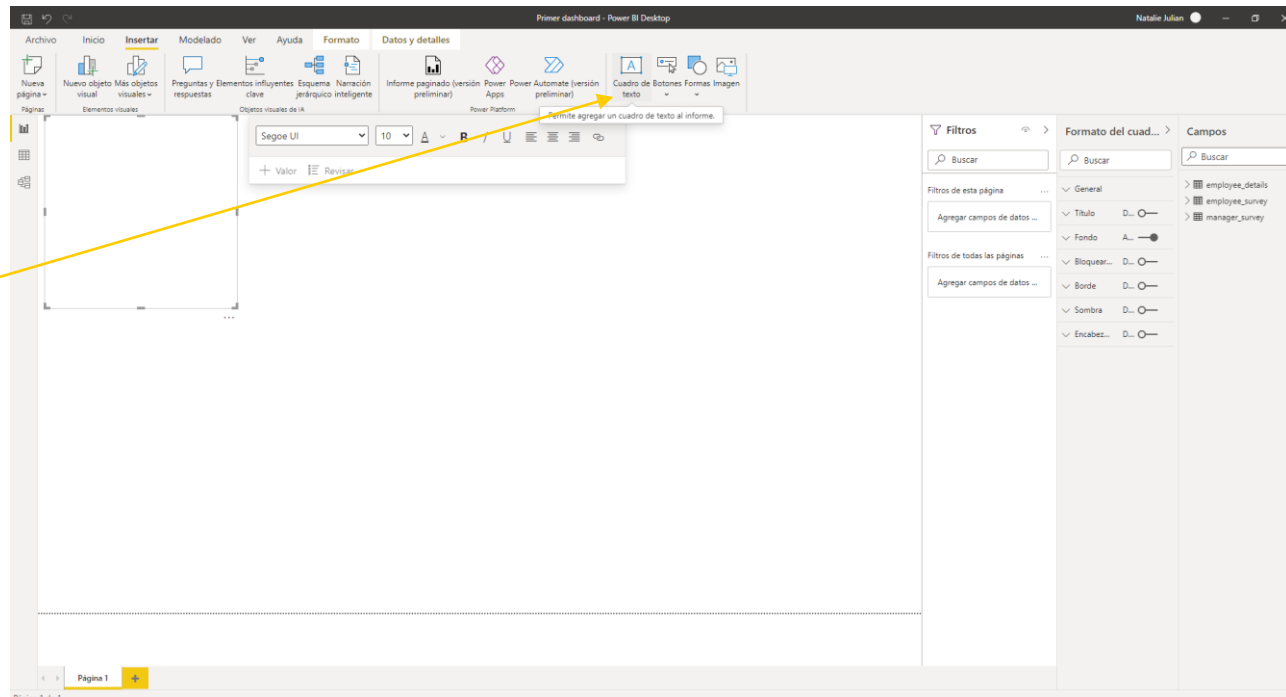 Primer dashboard - Power BI Desktop
Natalie Julian
Archivo Inicio Insertar Modelado Ver Ayuda Formato Datos y detalles
Nueva página
Nuevo objeto visual
Más objetos visuales
Preguntas y respuestas
Elementos influyentes clave
Esquema jerárquico
Narración inteligente
Informe paginado (versión preliminar)
Power Apps
Power Automate (versión preliminar)
Cuadro de texto
Botones
Formas
Imagen
Páginas
Elementos visuales
Objetos visuales de IA
Power Platform
Permite agregar un cuadro de texto al informe.
Segoe UI
10
A
B I U
+ Valor
Revisar
Filtros
Buscar
Filtros de esta página ...
Agregar campos de datos ...
Filtros de todas las páginas ...
Agregar campos de datos ...
Formato del cuad...
Buscar
General
Título D...
Fondo A...
Bloquear... D...
Borde D...
Sombra D...
Encabez... D...
Campos
Buscar
employee_details
employee_survey
manager_survey
...
Página 1 +